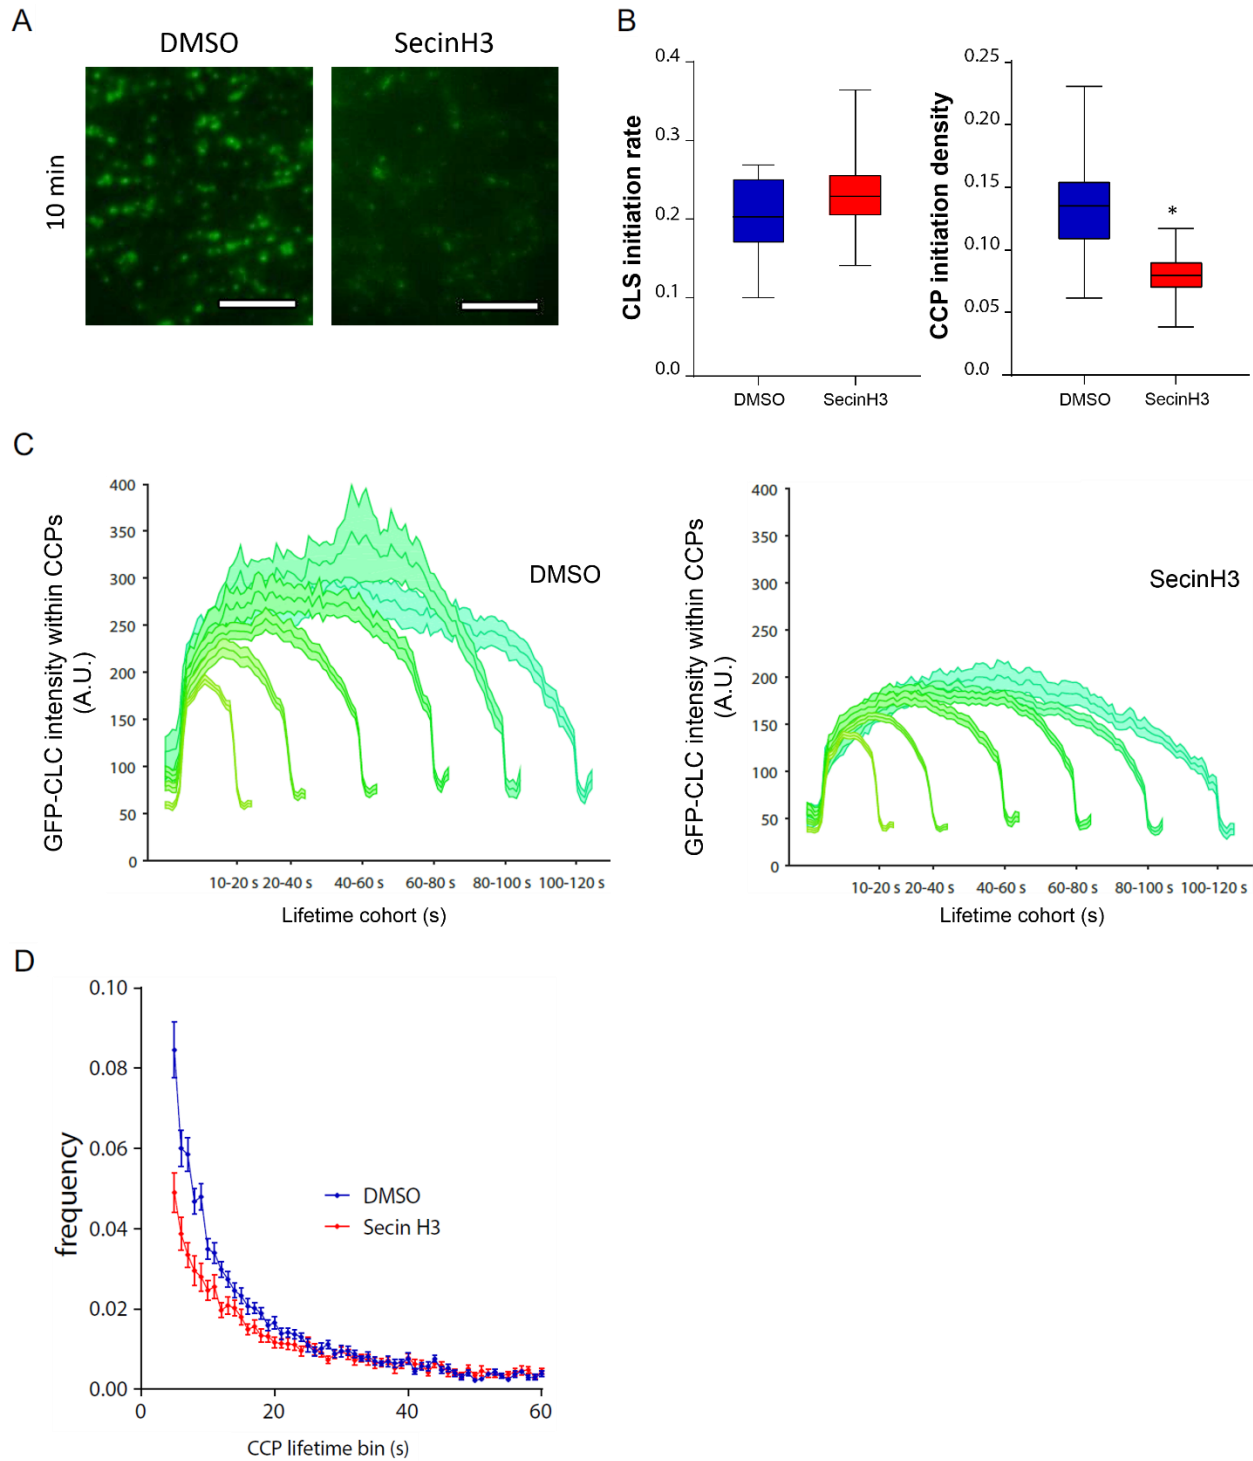 A
DMSO
SecinH3
10 min
B
CLS initiation rate
0.4
0.3
0.2
0.1
0.0
DMSO
SecinH3
CCP initiation density
0.25
0.20
0.15
0.10
0.05
0.0
*
DMSO
SecinH3
C
GFP-CLC intensity within CCPs
(A.U.)
400
350
300
250
200
150
100
50
0
DMSO
10-20 s 20-40 s 40-60 s 60-80 s 80-100 s 100-120 s
Lifetime cohort (s)
GFP-CLC intensity within CCPs
(A.U.)
400
350
300
250
200
150
100
50
0
SecinH3
10-20 s 20-40 s 40-60 s 60-80 s 80-100 s 100-120 s
Lifetime cohort (s)
D
frequency
0.10
0.08
0.06
0.04
0.02
0.00
DMSO
Secin H3
0 20 40 60
CCP lifetime bin (s)